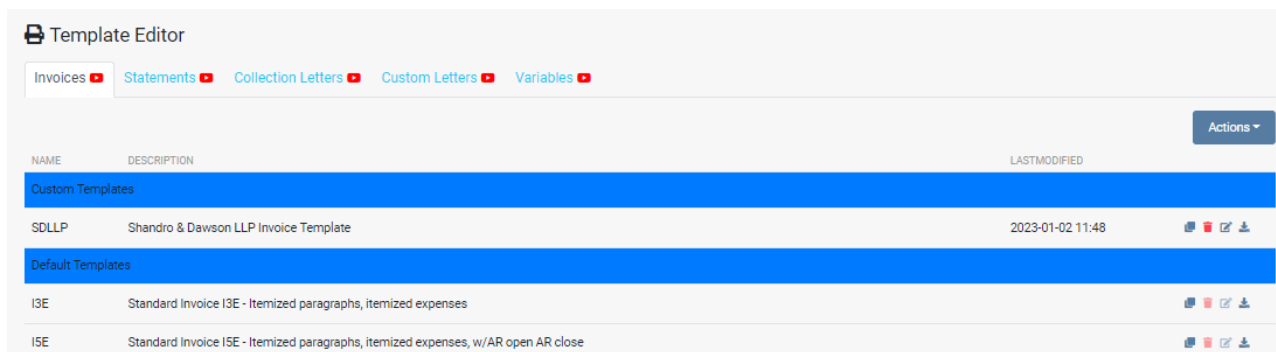 Template Editor
Invoices Statements Collection Letters Custom Letters Variables
Actions
NAME DESCRIPTION LASTMODIFIED
Custom Templates
SDLLP Shandro & Dawson LLP Invoice Template 2023-01-02 11:48
Default Templates
I3E Standard Invoice I3E - Itemized paragraphs, itemized expenses
I5E Standard Invoice I5E - Itemized paragraphs, itemized expenses, w/AR open AR close